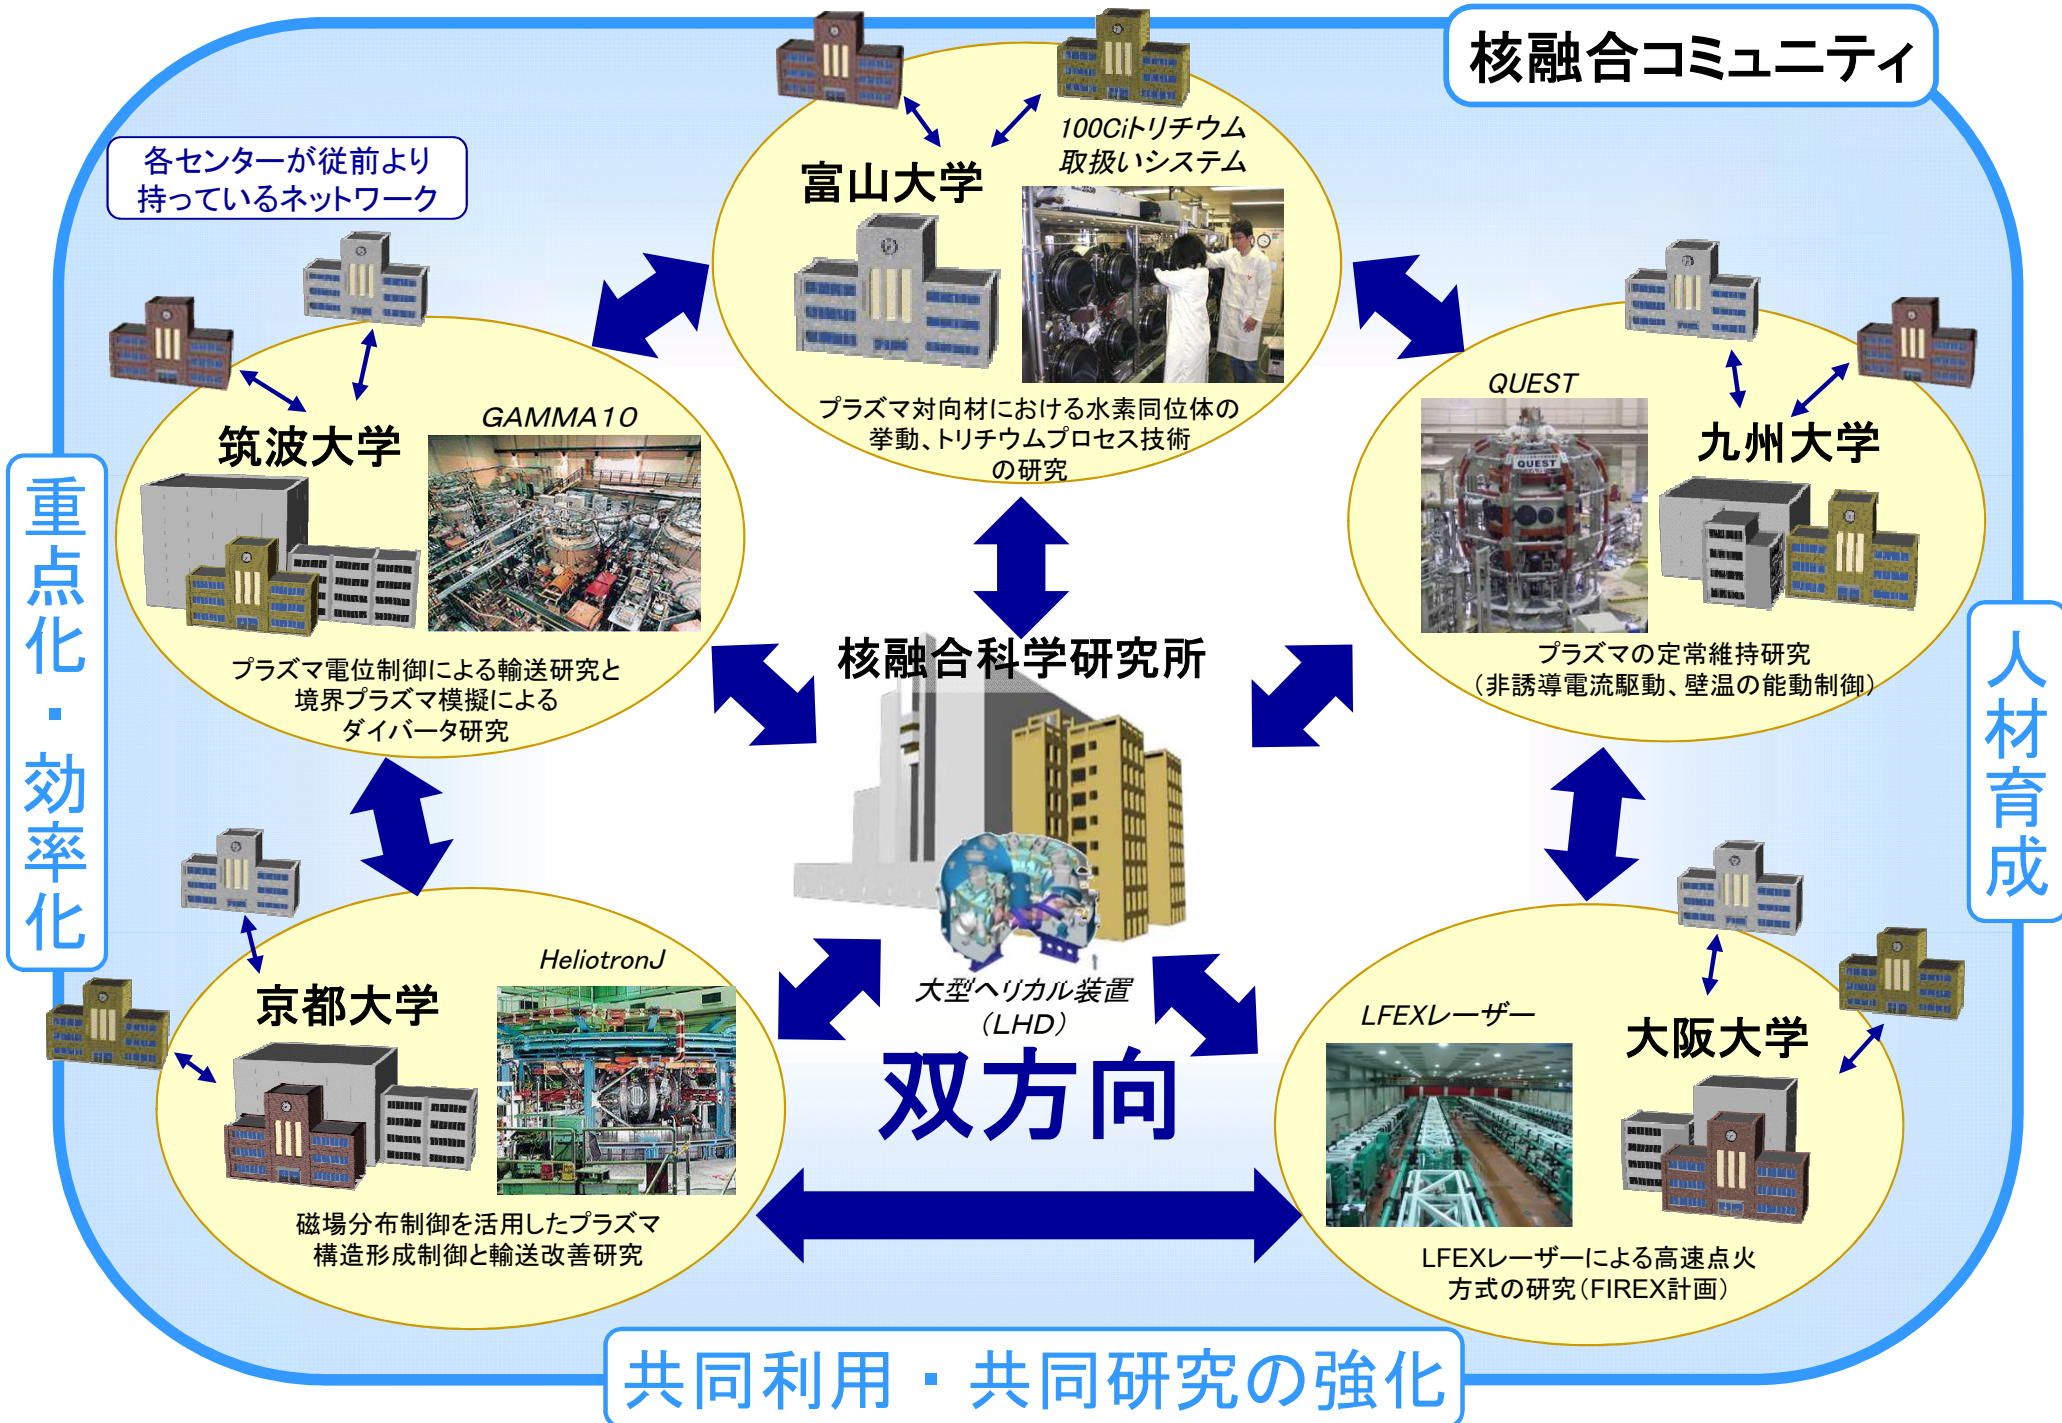 核融合コミュニティ
各センターが従前より
持っているネットワーク
富山大学
100Ciトリチウム
取扱いシステム
プラズマ対向材における水素同位体の
挙動、トリチウムプロセス技術
の研究
筑波大学
GAMMA10
プラズマ電位制御による輸送研究と
境界プラズマ模擬による
ダイバータ研究
QUEST
QUEST
九州大学
プラズマの定常維持研究
（非誘導電流駆動、壁温の能動制御）
重点化・効率化
人材育成
核融合科学研究所
大型ヘリカル装置
（LHD）
双方向
京都大学
HeliotronJ
磁場分布制御を活用したプラズマ
構造形成制御と輸送改善研究
LFEXレーザー
大阪大学
LFEXレーザーによる高速点火
方式の研究（FIREX計画）
共同利用・共同研究の強化